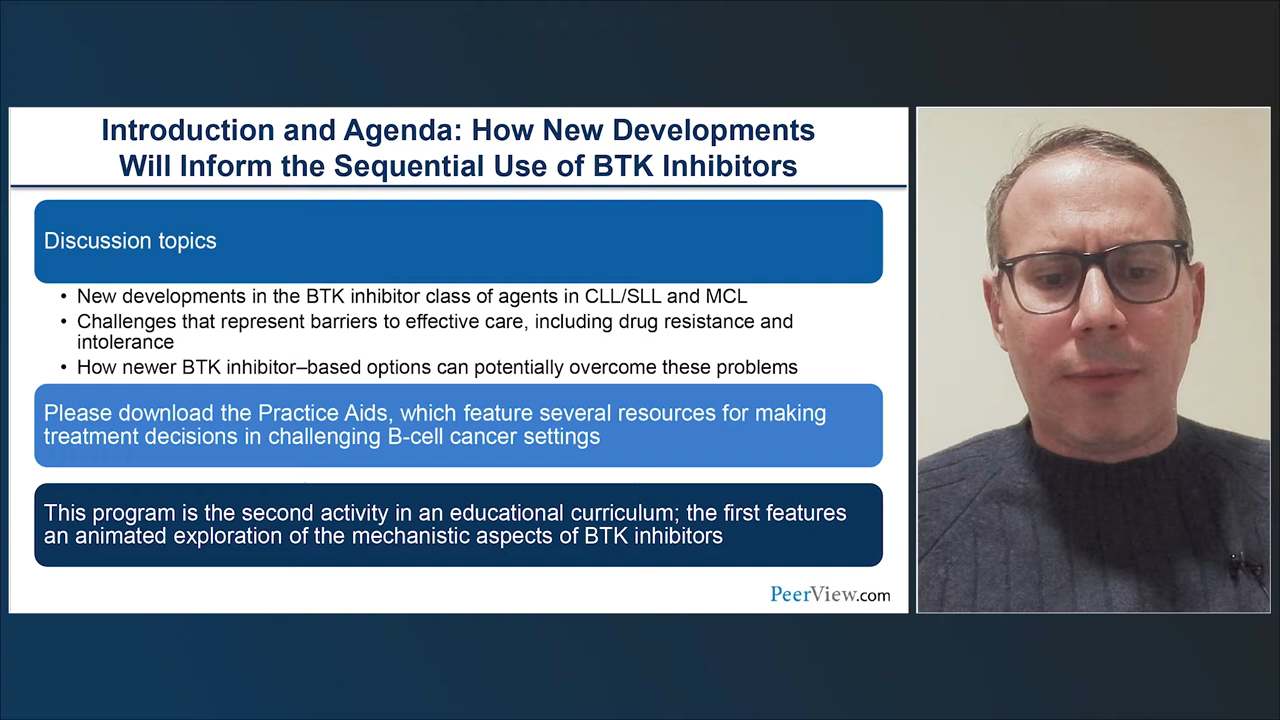 Introduction and Agenda: How New Developments
Will Inform the Sequential Use of BTK Inhibitors
Discussion topics
• New developments in the BTK inhibitor class of agents in CLL/SLL and MCL
• Challenges that represent barriers to effective care, including drug resistance and
intolerance
• How newer BTK inhibitor–based options can potentially overcome these problems
Please download the Practice Aids, which feature several resources for making
treatment decisions in challenging B-cell cancer settings
This program is the second activity in an educational curriculum; the first features
an animated exploration of the mechanistic aspects of BTK inhibitors
PeerView.com